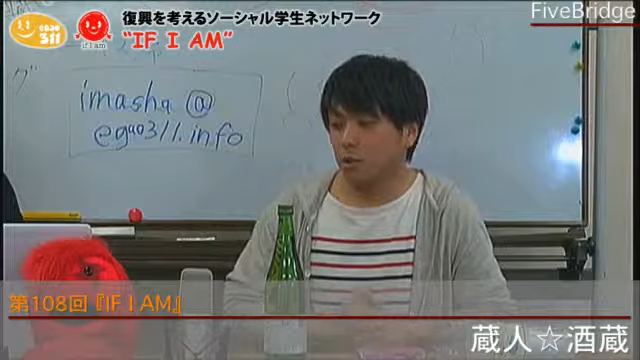 egao
311
if I am
復興を考えるソーシャル学生ネットワーク
"IF I AM"
FiveBridge
imasha@
egao311.info
第108回『IF I AM』
蔵人☆酒蔵